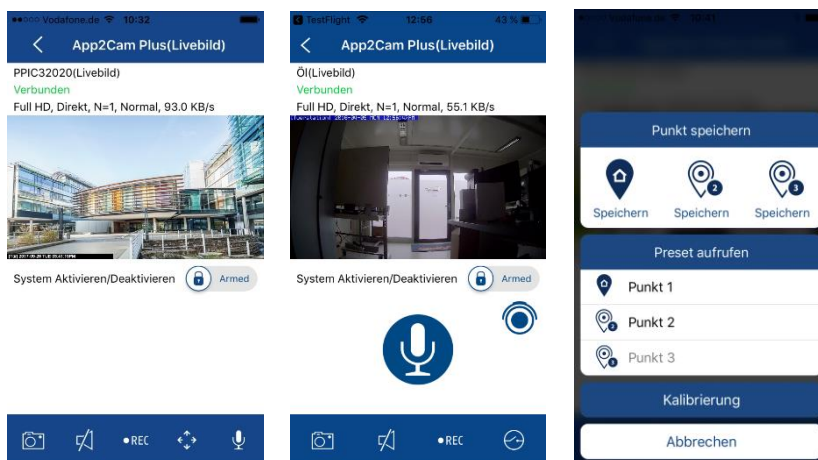 Vodafone.de 10:32
App2Cam Plus(Livebild)
PPIC32020(Livebild)
Verbunden
Full HD, Direkt, N=1, Normal, 93.0 KB/s
System Aktivieren/Deaktivieren Armed
REC
TestFlight 12:56 43 %
App2Cam Plus(Livebild)
Öl(Livebild)
Verbunden
Full HD, Direkt, N=1, Normal, 55.1 KB/s
System Aktivieren/Deaktivieren Armed
REC
Punkt speichern
2 3
Speichern Speichern Speichern
Preset aufrufen
Punkt 1
Punkt 2
Punkt 3
Kalibrierung
Abbrechen